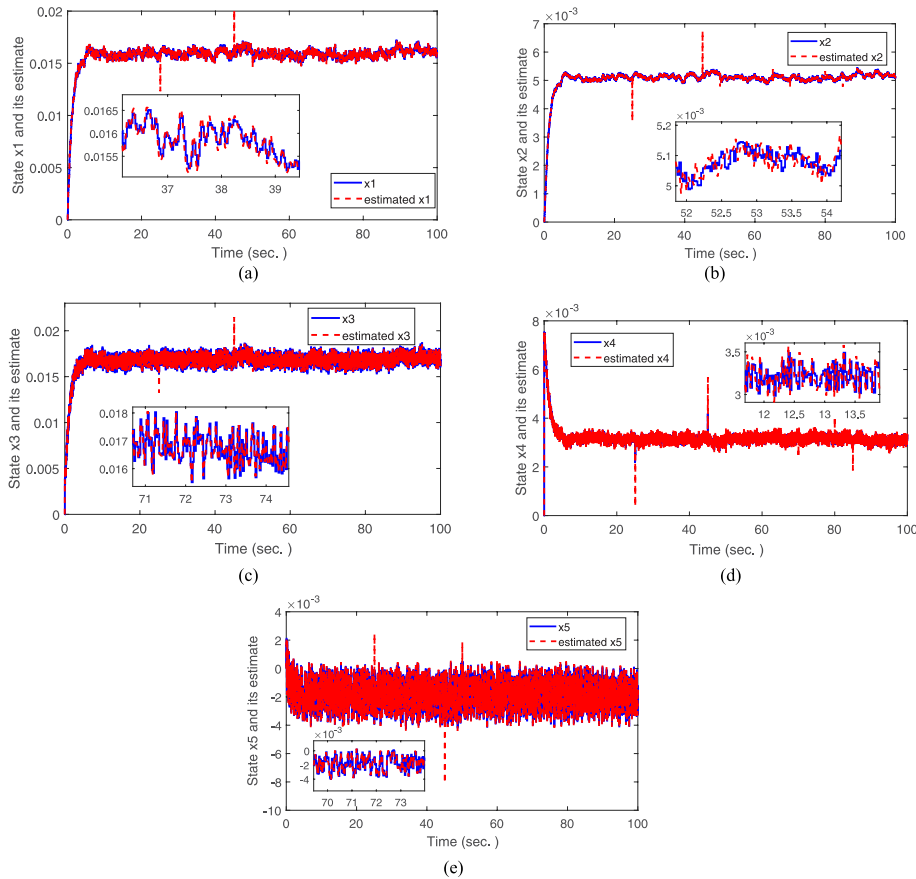 State x1 and its estimate
0.02
0.015
0.01
0.005
0
0.0165
0.016
0.0155
37 38 39
x1
estimated x1
0 20 40 60 80 100
Time (sec. )
(a)
×10⁻³
State x2 and its estimate
7
6
5
4
3
2
1
0
x2
estimated x2
×10⁻³
5.2
5.1
5
52 52.5 53 53.5 54
0 20 40 60 80 100
Time (sec. )
(b)
State x3 and its estimate
0.02
0.015
0.01
0.005
0
x3
estimated x3
0.018
0.017
0.016
71 72 73 74
0 20 40 60 80 100
Time (sec. )
(c)
×10⁻³
State x4 and its estimate
8
6
4
2
0
x4
estimated x4
×10⁻³
3.5
3
12 12.5 13 13.5
0 20 40 60 80 100
Time (sec. )
(d)
×10⁻³
State x5 and its estimate
4
2
0
-2
-4
-6
-8
-10
x5
estimated x5
×10⁻³
0
-2
-4
70 71 72 73
0 20 40 60 80 100
Time (sec. )
(e)